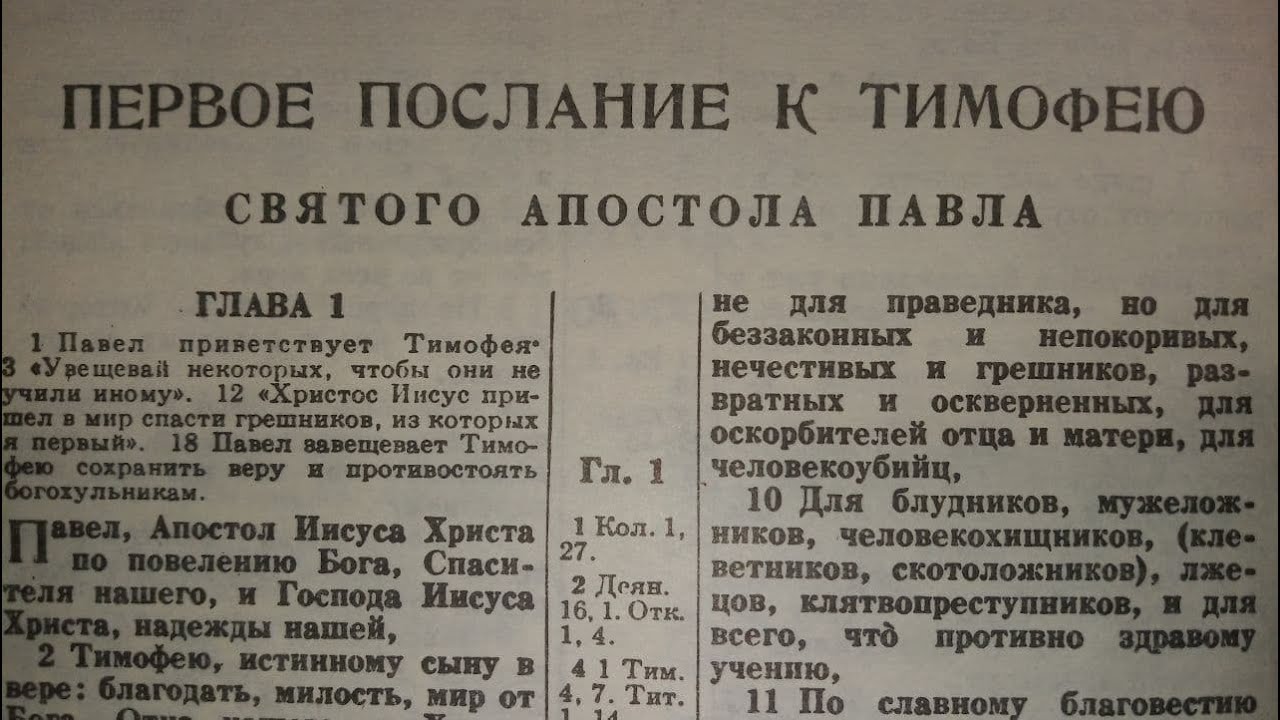 ПЕРВОЕ ПОСЛАНИЕ К ТИМОФЕЮ
СВЯТОГО АПОСТОЛА ПАВЛА
ГЛАВА 1
1 Павел приветствует Тимофея·
3 «Увещевай некоторых, чтобы они не
учили иному». 12 «Христос Иисус при-
шел в мир спасти грешников, из которых
я первый». 18 Павел завещевает Тимо-
фею сохранить веру и противостоять
богохульникам.
Павел, Апостол Иисуса Христа
по повелению Бога, Спаси-
теля нашего, и Господа Иисуса
Христа, надежды нашей,
2 Тимофею, истинному сыну в
вере: благодать, милость, мир от
Бога, Отца
Гл. 1
1 Кол. 1,
27.
2 Деян.
16, 1. Отк.
1, 4.
4 1 Тим.
4, 7. Тит.
1, 14
не для праведника, но для
беззаконных и непокоривых,
нечестивых и грешников, раз-
вратных и оскверненных, для
оскорбителей отца и матери, для
человекоубийц,
10 Для блудников, мужелож-
ников, человекохищников, (кле-
ветников, скотоложников), лже-
цов, клятвопреступников, и для
всего, что́ противно здравому
учению,
11 По славному благовестию